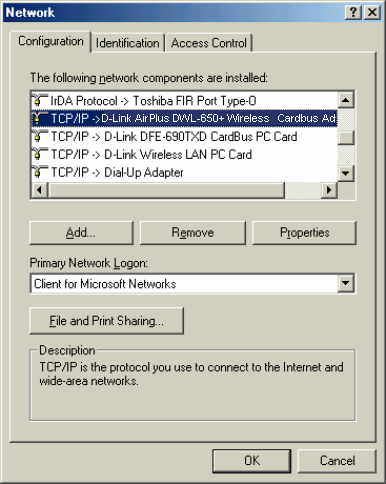 Network
Configuration Identification Access Control
The following network components are installed:
IrDA Protocol -> Toshiba FIR Port Type-O
TCP/IP -> D-Link AirPlus DWL-650+ Wireless Cardbus Ad
TCP/IP -> D-Link DFE-690TXD CardBus PC Card
TCP/IP -> D-Link Wireless LAN PC Card
TCP/IP -> Dial-Up Adapter
Add... Remove Properties
Primary Network Logon:
Client for Microsoft Networks
File and Print Sharing...
Description
TCP/IP is the protocol you use to connect to the Internet and
wide-area networks.
OK Cancel